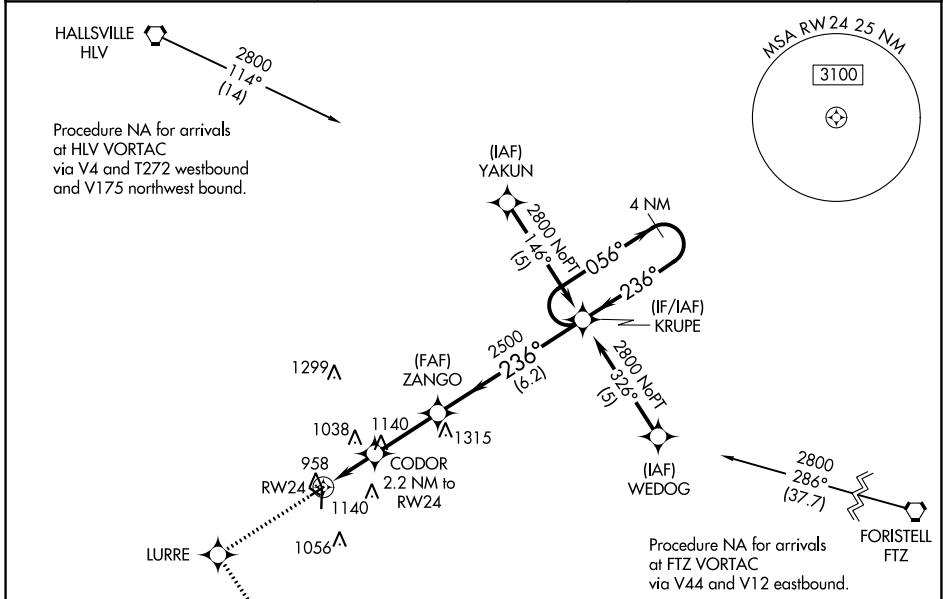 HALLSVILLE
HLV
2800
114°
(14)
Procedure NA for arrivals
at HLV VORTAC
via V4 and T272 westbound
and V175 northwest bound.
MSA RW24 25 NM
3100
(IAF)
YAKUN
2800 NoPT
146°
(5)
4 NM
056°
236°
(IF/IAF)
KRUPE
2500
236°
(6.2)
(FAF)
ZANGO
2800 NoPT
326°
(5)
1299
1038
1140
1315
958
RW24
CODOR
2.2 NM to
RW24
1140
1056
LURRE
(IAF)
WEDOG
2800
286°
(37.7)
FORISTELL
FTZ
Procedure NA for arrivals
at FTZ VORTAC
via V44 and V12 eastbound.